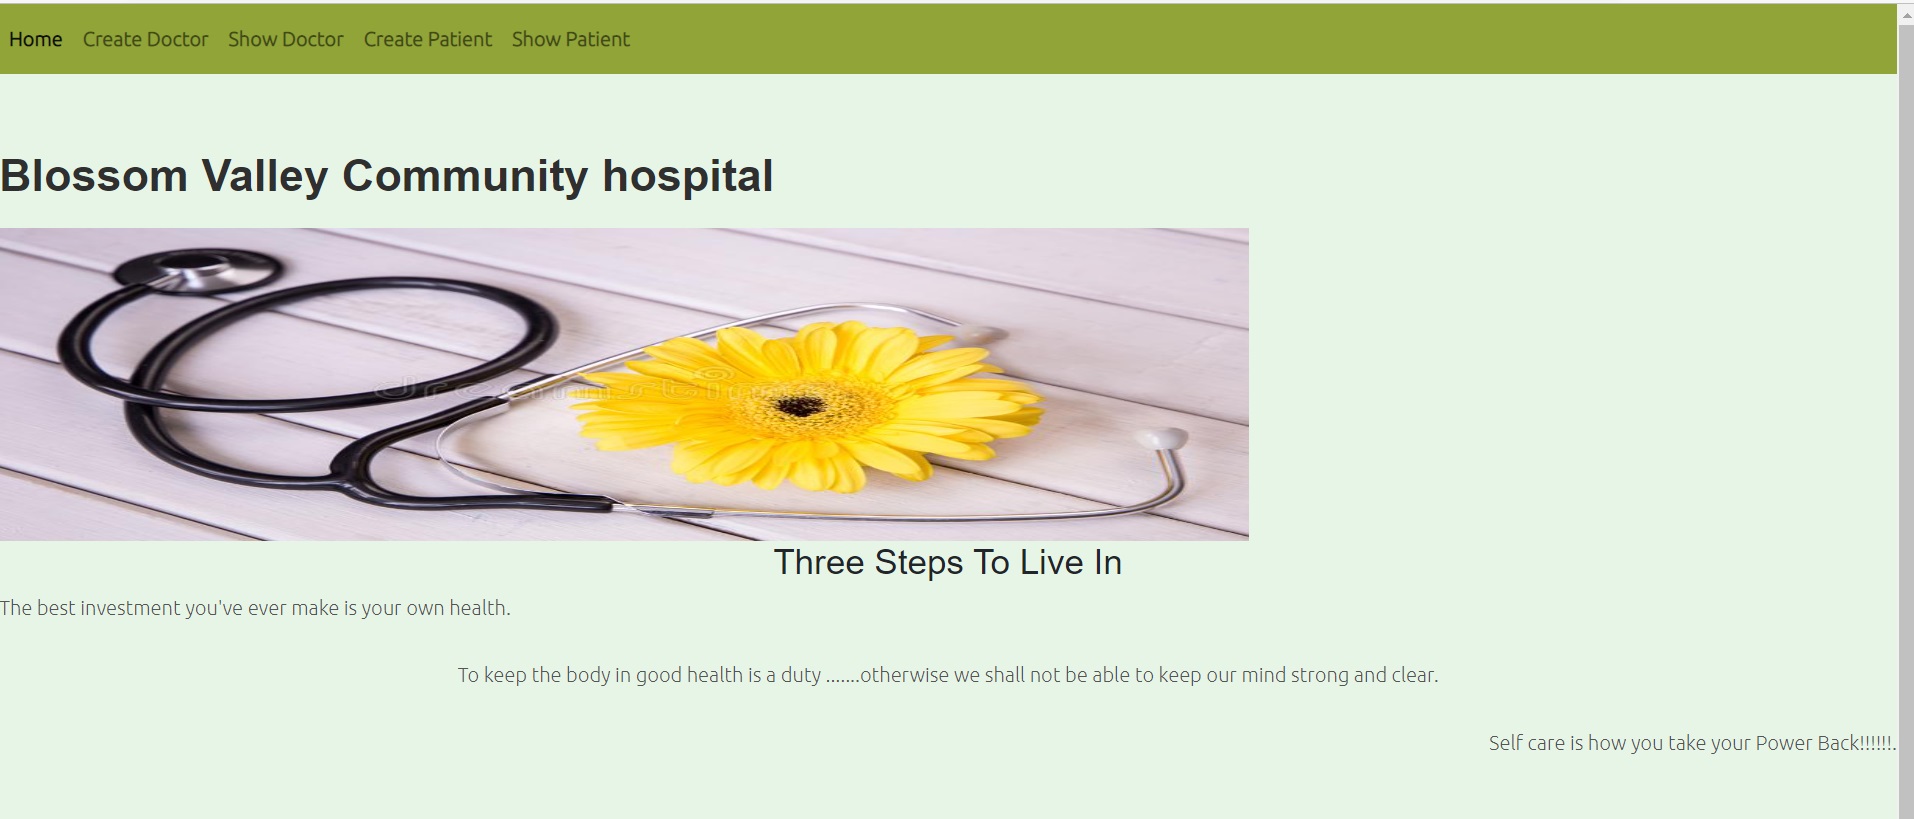 Home Create Doctor Show Doctor Create Patient Show Patient
Blossom Valley Community hospital
dreamstime
Three Steps To Live In
The best investment you've ever make is your own health.
To keep the body in good health is a duty .......otherwise we shall not be able to keep our mind strong and clear.
Self care is how you take your Power Back!!!!!!.